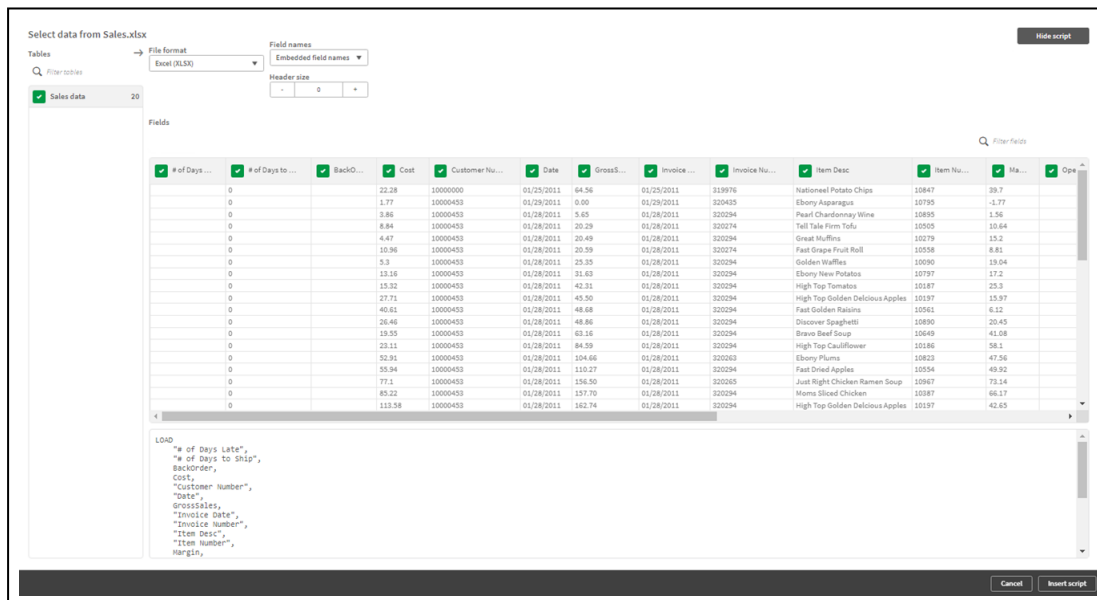 Select data from Sales.xlsx
Hide script
Tables
Filter tables
Sales data 20
File format
Excel (XLSX)
Field names
Embedded field names
Header size
- 0 +
Fields
Filter fields
# of Days ... # of Days to ... BackO... Cost Customer Nu... Date GrossS... Invoice ... Invoice Nu... Item Desc Item Nu... Ma... Ope
0 22.28 10000000 01/25/2011 64.56 01/25/2011 319976 Nationeel Potato Chips 10847 39.7
0 1.77 10000453 01/29/2011 0.00 01/29/2011 320435 Ebony Asparagus 10795 -1.77
0 3.86 10000453 01/28/2011 5.65 01/28/2011 320294 Pearl Chardonnay Wine 10895 1.56
0 8.84 10000453 01/28/2011 20.29 01/28/2011 320274 Tell Tale Firm Tofu 10505 10.64
0 4.47 10000453 01/28/2011 20.49 01/28/2011 320294 Great Muffins 10279 15.2
0 10.96 10000453 01/28/2011 20.59 01/28/2011 320274 Fast Grape Fruit Roll 10558 8.81
0 5.3 10000453 01/28/2011 25.35 01/28/2011 320294 Golden Waffles 10090 19.04
0 13.16 10000453 01/28/2011 31.63 01/28/2011 320294 Ebony New Potatos 10797 17.2
0 15.32 10000453 01/28/2011 42.31 01/28/2011 320294 High Top Tomatos 10187 25.3
0 27.71 10000453 01/28/2011 45.50 01/28/2011 320294 High Top Golden Delcious Apples 10197 15.97
0 40.61 10000453 01/28/2011 48.68 01/28/2011 320294 Fast Golden Raisins 10561 6.12
0 26.46 10000453 01/28/2011 48.86 01/28/2011 320294 Discover Spaghetti 10890 20.45
0 19.55 10000453 01/28/2011 63.16 01/28/2011 320294 Bravo Beef Soup 10649 41.08
0 23.11 10000453 01/28/2011 84.59 01/28/2011 320294 High Top Cauliflower 10186 58.1
0 52.91 10000453 01/28/2011 104.66 01/28/2011 320263 Ebony Plums 10823 47.56
0 55.94 10000453 01/28/2011 110.27 01/28/2011 320294 Fast Dried Apples 10554 49.92
0 77.1 10000453 01/28/2011 156.50 01/28/2011 320265 Just Right Chicken Ramen Soup 10967 73.14
0 85.22 10000453 01/28/2011 157.70 01/28/2011 320294 Moms Sliced Chicken 10387 66.17
0 113.58 10000453 01/28/2011 162.74 01/28/2011 320294 High Top Golden Delcious Apples 10197 42.65
LOAD
"# of Days Late",
"# of Days to Ship",
BackOrder,
Cost,
"Customer Number",
"Date",
GrossSales,
"Invoice Date",
"Invoice Number",
"Item Desc",
"Item Number",
Margin,
Cancel
Insert script